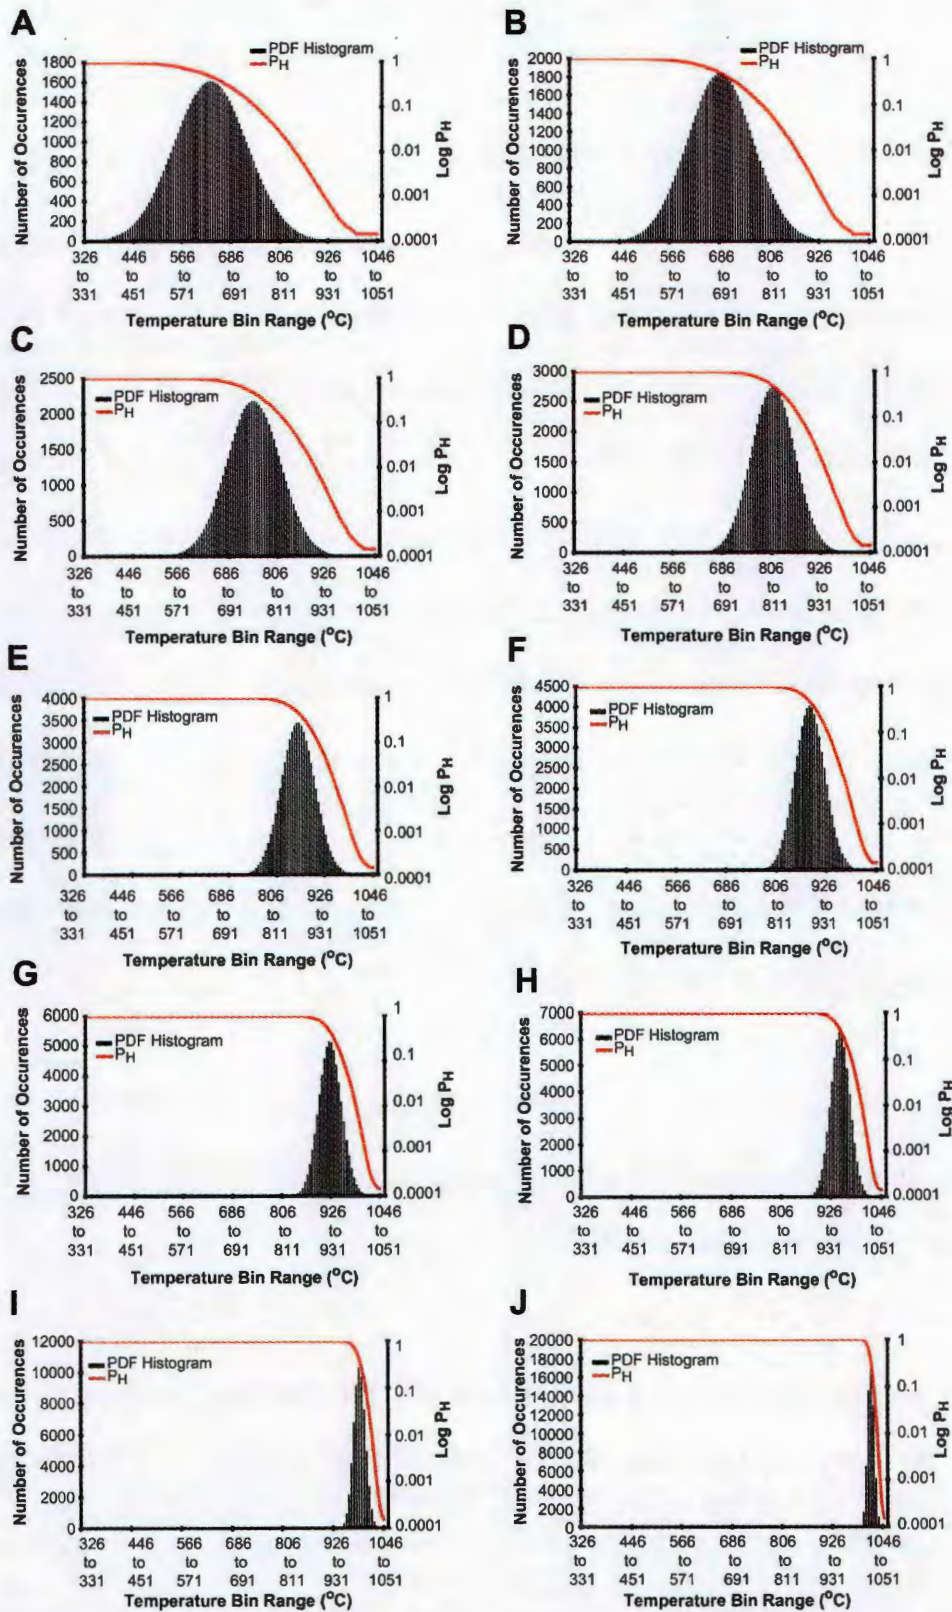 A
PDF Histogram
PH
Number of Occurences
1800
1600
1400
1200
1000
800
600
400
200
0
1
0.1
0.01
0.001
0.0001
Log PH
326 446 566 686 806 926 1046
to to to to to to to
331 451 571 691 811 931 1051
Temperature Bin Range (°C)
B
PDF Histogram
PH
Number of Occurences
2000
1800
1600
1400
1200
1000
800
600
400
200
0
1
0.1
0.01
0.001
0.0001
Log PH
326 446 566 686 806 926 1046
to to to to to to to
331 451 571 691 811 931 1051
Temperature Bin Range (°C)
C
PDF Histogram
PH
Number of Occurences
2500
2000
1500
1000
500
0
1
0.1
0.01
0.001
0.0001
Log PH
326 446 566 686 806 926 1046
to to to to to to to
331 451 571 691 811 931 1051
Temperature Bin Range (°C)
D
PDF Histogram
PH
Number of Occurences
3000
2500
2000
1500
1000
500
0
1
0.1
0.01
0.001
0.0001
Log PH
326 446 566 686 806 926 1046
to to to to to to to
331 451 571 691 811 931 1051
Temperature Bin Range (°C)
E
PDF Histogram
PH
Number of Occurences
4000
3500
3000
2500
2000
1500
1000
500
0
1
0.1
0.01
0.001
0.0001
Log PH
326 446 566 686 806 926 1046
to to to to to to to
331 451 571 691 811 931 1051
Temperature Bin Range (°C)
F
PDF Histogram
PH
Number of Occurences
4500
4000
3500
3000
2500
2000
1500
1000
500
0
1
0.1
0.01
0.001
0.0001
Log PH
326 446 566 686 806 926 1046
to to to to to to to
331 451 571 691 811 931 1051
Temperature Bin Range (°C)
G
PDF Histogram
PH
Number of Occurences
6000
5000
4000
3000
2000
1000
0
1
0.1
0.01
0.001
0.0001
Log PH
326 446 566 686 806 926 1046
to to to to to to to
331 451 571 691 811 931 1051
Temperature Bin Range (°C)
H
PDF Histogram
PH
Number of Occurences
7000
6000
5000
4000
3000
2000
1000
0
1
0.1
0.01
0.001
0.0001
Log PH
326 446 566 686 806 926 1046
to to to to to to to
331 451 571 691 811 931 1051
Temperature Bin Range (°C)
I
PDF Histogram
PH
Number of Occurences
12000
10000
8000
6000
4000
2000
0
1
0.1
0.01
0.001
0.0001
Log PH
326 446 566 686 806 926 1046
to to to to to to to
331 451 571 691 811 931 1051
Temperature Bin Range (°C)
J
PDF Histogram
PH
Number of Occurences
20000
18000
16000
14000
12000
10000
8000
6000
4000
2000
0
1
0.1
0.01
0.001
0.0001
Log PH
326 446 566 686 806 926 1046
to to to to to to to
331 451 571 691 811 931 1051
Temperature Bin Range (°C)